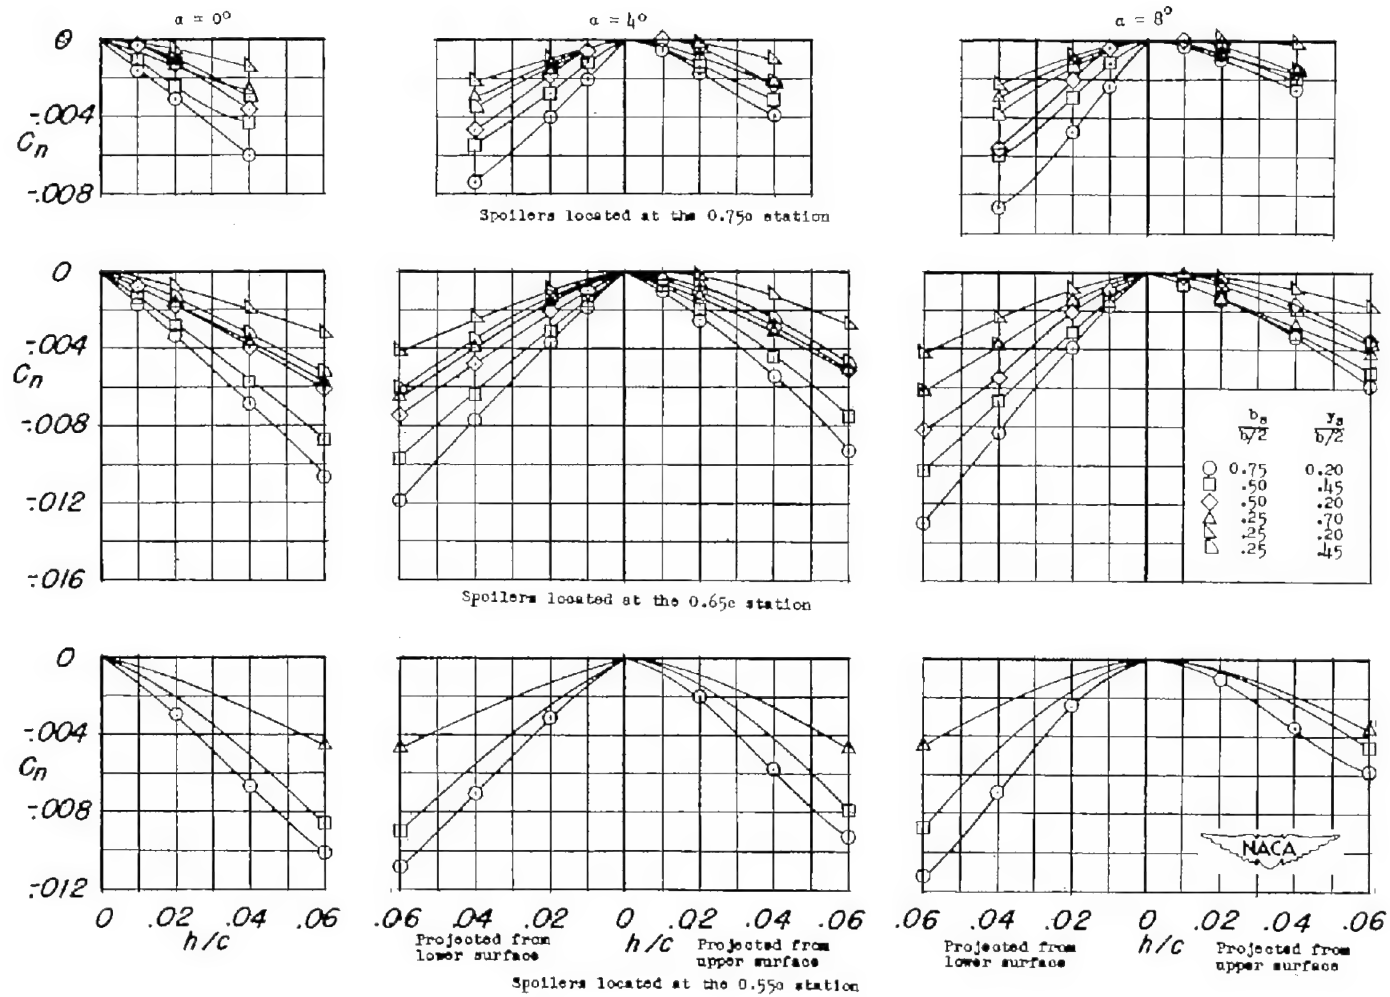 α = 0°
α = 4°
α = 8°
0
-.004
Cn
-.008
Spoilers located at the 0.75c station
0
-.004
Cn
-.008
-.012
-.016
bs/b/2 ys/b/2
0.75 0.20
.50 .45
.50 .20
.25 .70
.25 .20
.25 .45
Spoilers located at the 0.65c station
0
-.004
Cn
-.008
-.012
NACA
0 .02 .04 .06
h/c
.06 .04 .02 0 .02 .04 .06
Projected from lower surface
h/c
Projected from upper surface
.06 .04 .02 0 .02 .04 .06
Projected from lower surface
h/c
Projected from upper surface
Spoilers located at the 0.55c station